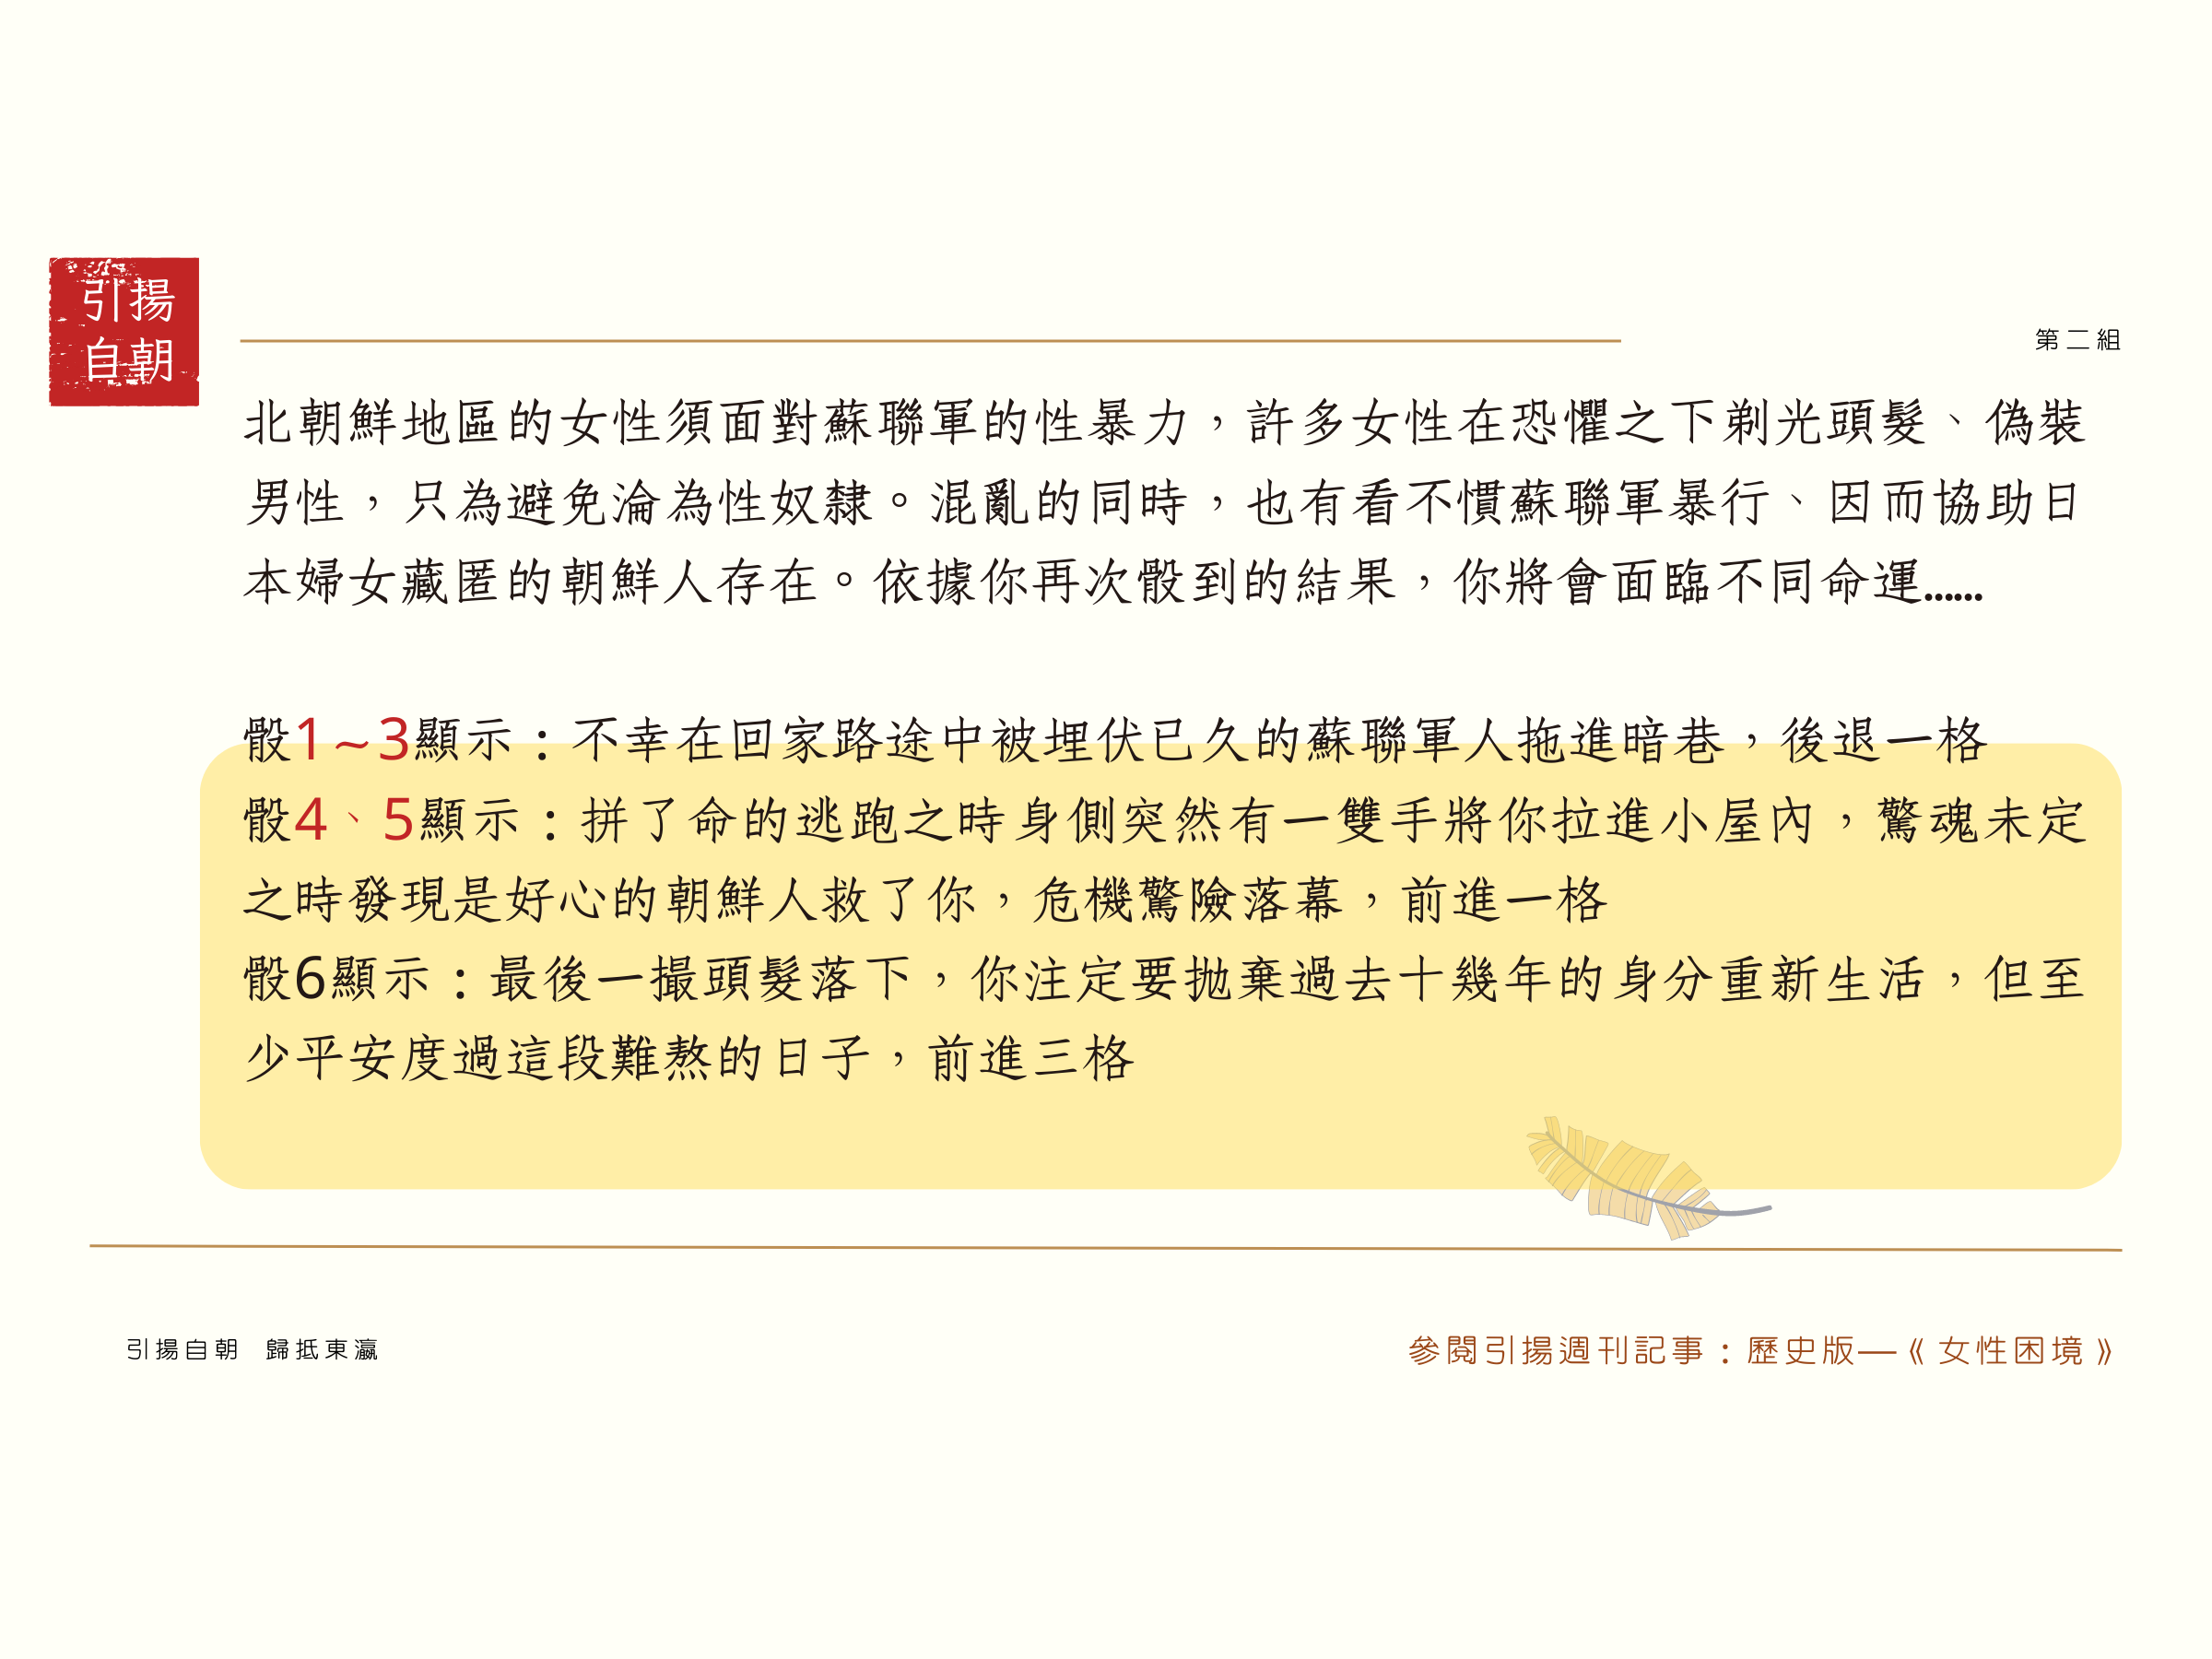 引揚
自朝
第二組
北朝鮮地區的女性須面對蘇聯軍的性暴力，許多女性在恐懼之下剃光頭髮、偽裝
男性，只為避免淪為性奴隸。混亂的同時，也有看不慣蘇聯軍暴行、因而協助日
本婦女藏匿的朝鮮人存在。依據你再次骰到的結果，你將會面臨不同命運......
骰1~3顯示：不幸在回家路途中被埋伏已久的蘇聯軍人拖進暗巷，後退一格
骰4、5顯示：拼了命的逃跑之時身側突然有一雙手將你拉進小屋內，驚魂未定
之時發現是好心的朝鮮人救了你，危機驚險落幕，前進一格
骰6顯示：最後一撮頭髮落下，你注定要拋棄過去十幾年的身分重新生活，但至
少平安度過這段難熬的日子，前進三格
引揚自朝 歸抵東瀛
參閱引揚週刊記事：歷史版—《女性困境》